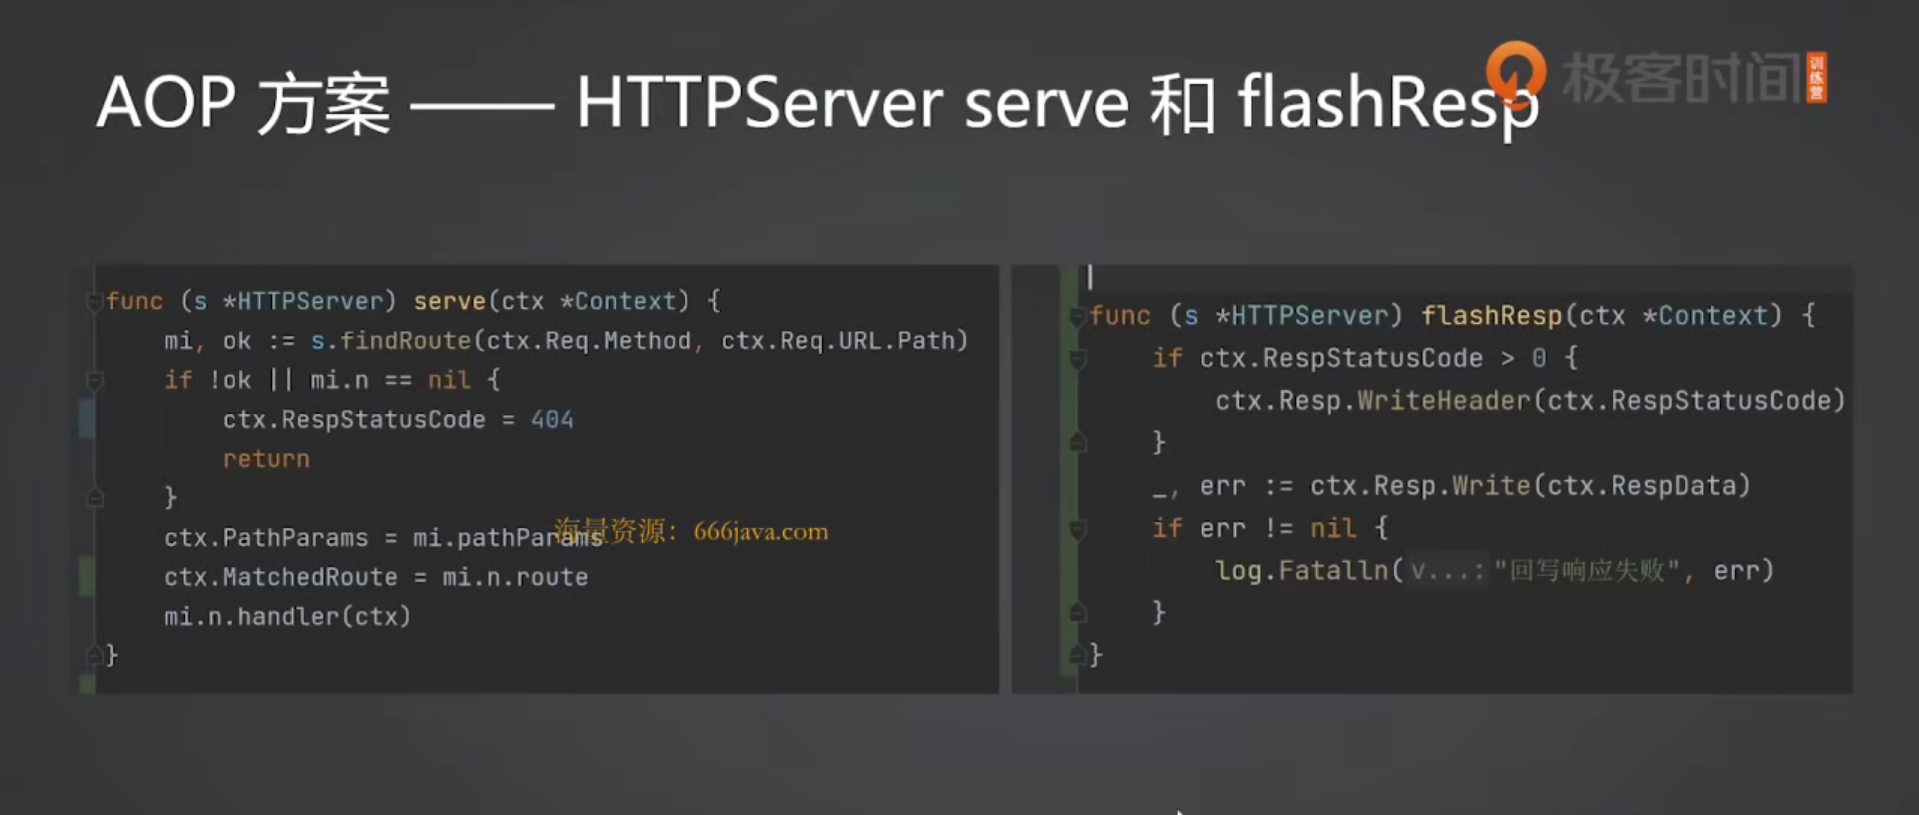 AOP 方案 —— HTTPServer serve 和 flashResp
极客时间
训练营
func (s *HTTPServer) serve(ctx *Context) {
mi, ok := s.findRoute(ctx.Req.Method, ctx.Req.URL.Path)
if !ok || mi.n == nil {
ctx.RespStatusCode = 404
return
}
ctx.PathParams = mi.pathParams
海量资源：666java.com
ctx.MatchedRoute = mi.n.route
mi.n.handler(ctx)
}
func (s *HTTPServer) flashResp(ctx *Context) {
if ctx.RespStatusCode > 0 {
ctx.Resp.WriteHeader(ctx.RespStatusCode)
}
_, err := ctx.Resp.Write(ctx.RespData)
if err != nil {
log.Fatalln( v...: "回写响应失败", err)
}
}